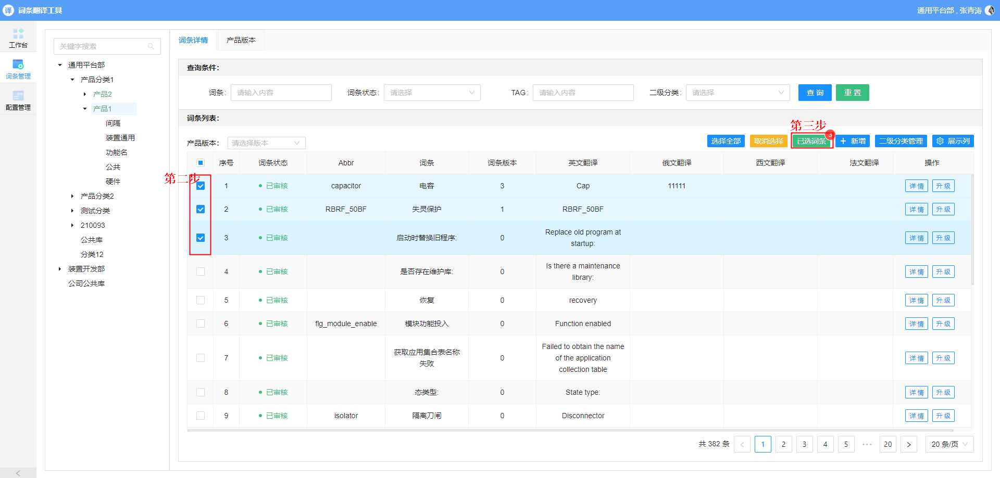 译 词条翻译工具
通用平台部 , 张青涛
工作台
词条管理
配置管理
关键字搜索
通用平台部
产品分类1
产品2
产品1
间隔
装置通用
功能名
公共
硬件
产品分类2
测试分类
210093
公共库
分类12
装置开发部
公司公共库
词条详情 产品版本
查询条件:
词条: 请输入内容 词条状态: 请选择 TAG: 请输入内容 二级分类: 请选择 查 询 重 置
词条列表:
第三步
产品版本: 请选择版本 选择全部 取消选择 已选词条 3 + 新增 二级分类管理 展示列
序号 词条状态 Abbr 词条 词条版本 英文翻译 俄文翻译 西文翻译 法文翻译 操作
第二步
1 已审核 capacitor 电容 3 Cap 11111 详 情 升 级
2 已审核 RBRF_50BF 失灵保护 1 RBRF_50BF 详 情 升 级
3 已审核 启动时替换旧程序: 0 Replace old program at
startup: 详 情 升 级
4 已审核 是否存在维护库: 0 Is there a maintenance
library: 详 情 升 级
5 已审核 恢复 0 recovery 详 情 升 级
6 已审核 flg_module_enable 模块功能投入 0 Function enabled 详 情 升 级
7 已审核 获取应用集合表名称
失败 0 Failed to obtain the name
of the application
collection table 详 情 升 级
8 已审核 态类型: 0 State type: 详 情 升 级
9 已审核 isolator 隔离刀闸 0 Disconnector 详 情 升 级
共 382 条 < 1 2 3 4 5 ••• 20 > 20 条/页